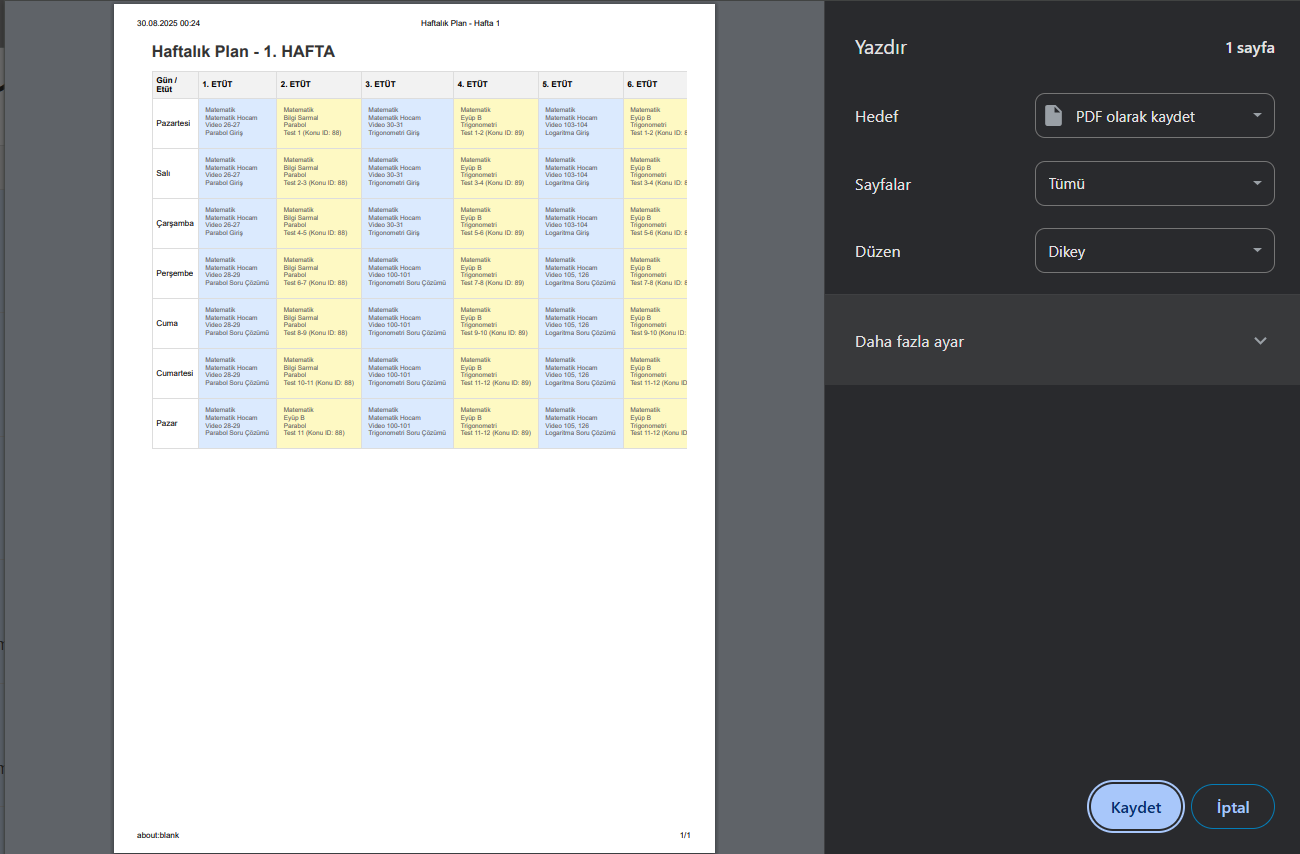 30.08.2025 00:24
Haftalık Plan - Hafta 1
Haftalık Plan - 1. HAFTA
Gün / Etüt
1. ETÜT
2. ETÜT
3. ETÜT
4. ETÜT
5. ETÜT
6. ETÜT
Pazartesi
Matematik
Matematik Hocam
Video 26-27
Parabol Giriş
Matematik
Bilgi Sarmal
Parabol
Test 1 (Konu ID: 88)
Matematik
Matematik Hocam
Video 30-31
Trigonometri Giriş
Matematik
Eyüp B
Trigonometri
Test 1-2 (Konu ID: 89)
Matematik
Matematik Hocam
Video 103-104
Logaritma Giriş
Matematik
Eyüp B
Trigonometri
Test 1-2 (Konu ID: 8
Salı
Matematik
Matematik Hocam
Video 26-27
Parabol Giriş
Matematik
Bilgi Sarmal
Parabol
Test 2-3 (Konu ID: 88)
Matematik
Matematik Hocam
Video 30-31
Trigonometri Giriş
Matematik
Eyüp B
Trigonometri
Test 3-4 (Konu ID: 89)
Matematik
Matematik Hocam
Video 103-104
Logaritma Giriş
Matematik
Eyüp B
Trigonometri
Test 3-4 (Konu ID: 8
Çarşamba
Matematik
Matematik Hocam
Video 26-27
Parabol Giriş
Matematik
Bilgi Sarmal
Parabol
Test 4-5 (Konu ID: 88)
Matematik
Matematik Hocam
Video 30-31
Trigonometri Giriş
Matematik
Eyüp B
Trigonometri
Test 5-6 (Konu ID: 89)
Matematik
Matematik Hocam
Video 103-104
Logaritma Giriş
Matematik
Eyüp B
Trigonometri
Test 5-6 (Konu ID: 8
Perşembe
Matematik
Matematik Hocam
Video 28-29
Parabol Soru Çözümü
Matematik
Bilgi Sarmal
Parabol
Test 6-7 (Konu ID: 88)
Matematik
Matematik Hocam
Video 100-101
Trigonometri Soru Çözümü
Matematik
Eyüp B
Trigonometri
Test 7-8 (Konu ID: 89)
Matematik
Matematik Hocam
Video 105, 126
Logaritma Soru Çözümü
Matematik
Eyüp B
Trigonometri
Test 7-8 (Konu ID: 8
Cuma
Matematik
Matematik Hocam
Video 28-29
Parabol Soru Çözümü
Matematik
Bilgi Sarmal
Parabol
Test 8-9 (Konu ID: 88)
Matematik
Matematik Hocam
Video 100-101
Trigonometri Soru Çözümü
Matematik
Eyüp B
Trigonometri
Test 9-10 (Konu ID: 89)
Matematik
Matematik Hocam
Video 105, 126
Logaritma Soru Çözümü
Matematik
Eyüp B
Trigonometri
Test 9-10 (Konu ID:
Cumartesi
Matematik
Matematik Hocam
Video 28-29
Parabol Soru Çözümü
Matematik
Bilgi Sarmal
Parabol
Test 10-11 (Konu ID: 88)
Matematik
Matematik Hocam
Video 100-101
Trigonometri Soru Çözümü
Matematik
Eyüp B
Trigonometri
Test 11-12 (Konu ID: 89)
Matematik
Matematik Hocam
Video 105, 126
Logaritma Soru Çözümü
Matematik
Eyüp B
Trigonometri
Test 11-12 (Konu ID
Pazar
Matematik
Matematik Hocam
Video 28-29
Parabol Soru Çözümü
Matematik
Eyüp B
Parabol
Test 11 (Konu ID: 88)
Matematik
Matematik Hocam
Video 100-101
Trigonometri Soru Çözümü
Matematik
Eyüp B
Trigonometri
Test 11-12 (Konu ID: 89)
Matematik
Matematik Hocam
Video 105, 126
Logaritma Soru Çözümü
Matematik
Eyüp B
Trigonometri
Test 11-12 (Konu ID
about:blank
1/1
Yazdır
1 sayfa
Hedef
PDF olarak kaydet
Sayfalar
Tümü
Düzen
Dikey
Daha fazla ayar
Kaydet
İptal